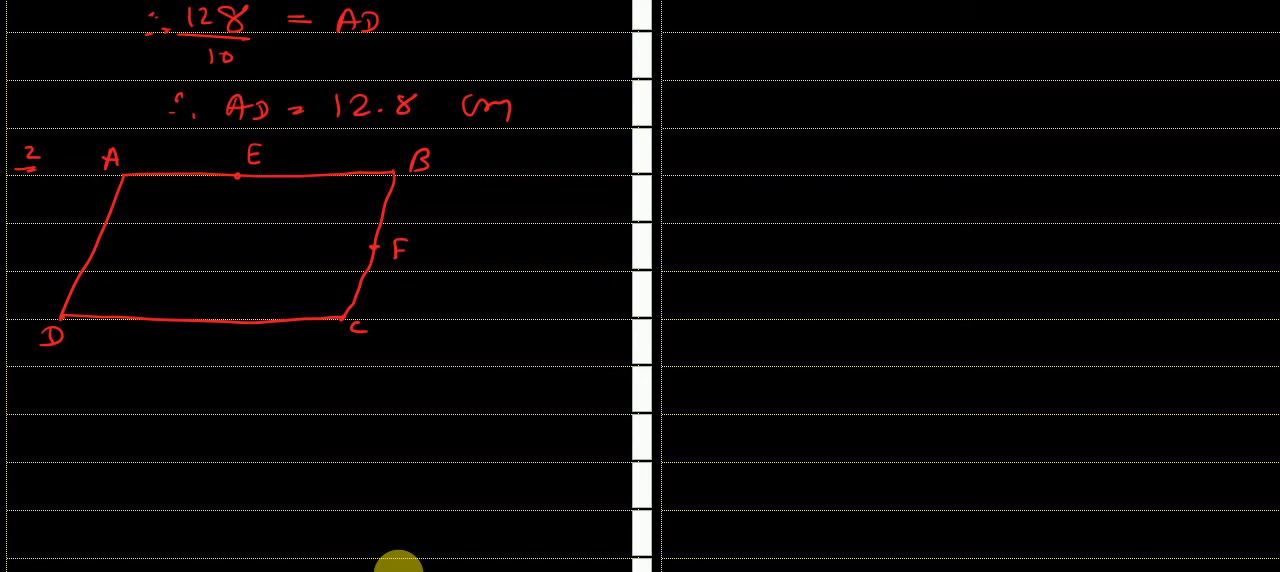 ∴ 128/10 = AD
∴ AD = 12.8 cm
2 A E B
F
D C